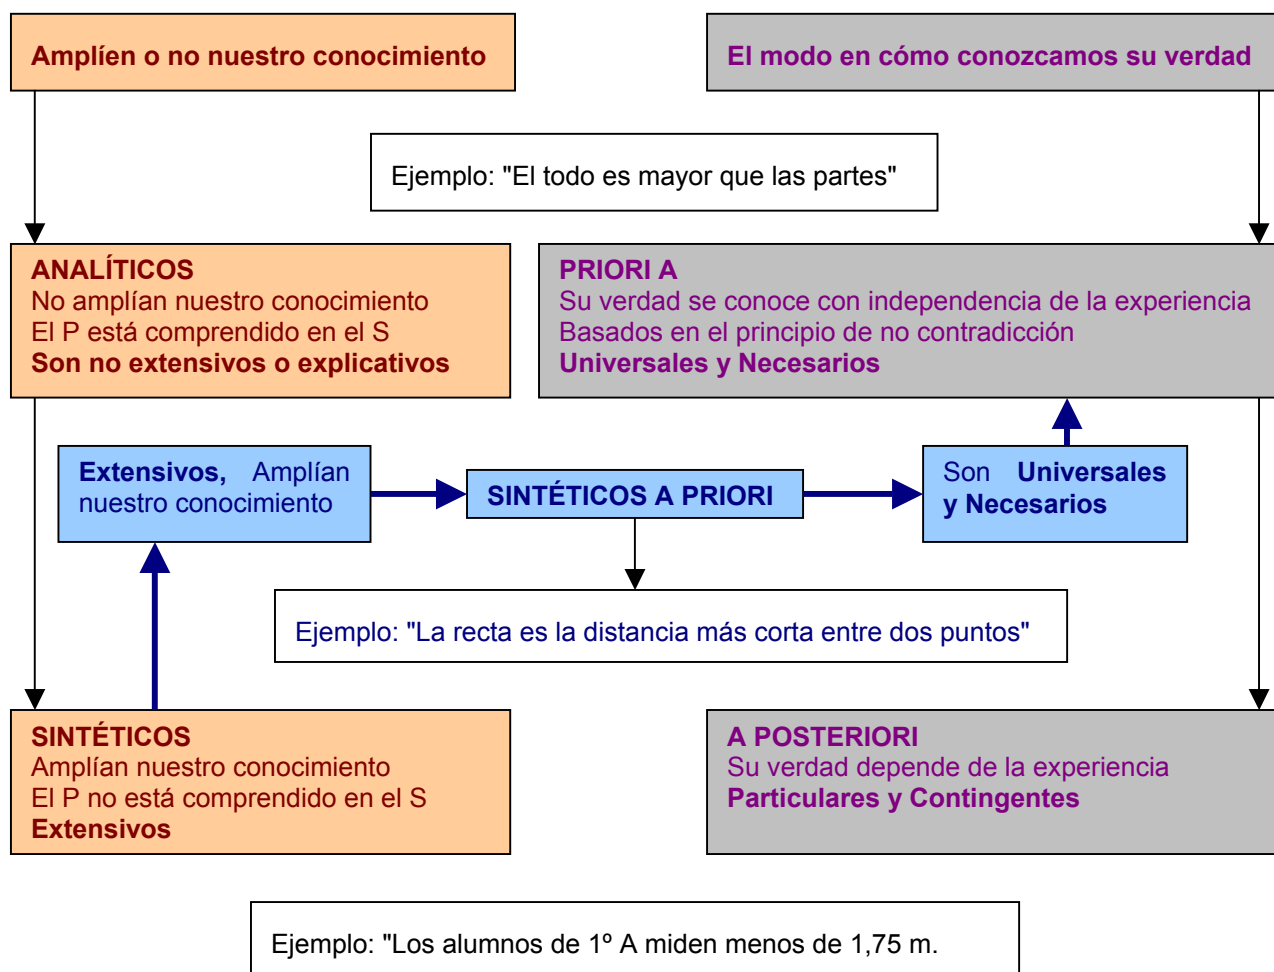 Amplíen o no nuestro conocimiento
El modo en cómo conozcamos su verdad
Ejemplo: "El todo es mayor que las partes"
ANALÍTICOS
No amplían nuestro conocimiento
El P está comprendido en el S
Son no extensivos o explicativos
PRIORI A
Su verdad se conoce con independencia de la experiencia
Basados en el principio de no contradicción
Universales y Necesarios
Extensivos, Amplían
nuestro conocimiento
SINTÉTICOS A PRIORI
Son Universales
y Necesarios
Ejemplo: "La recta es la distancia más corta entre dos puntos"
SINTÉTICOS
Amplían nuestro conocimiento
El P no está comprendido en el S
Extensivos
A POSTERIORI
Su verdad depende de la experiencia
Particulares y Contingentes
Ejemplo: "Los alumnos de 1º A miden menos de 1,75 m.